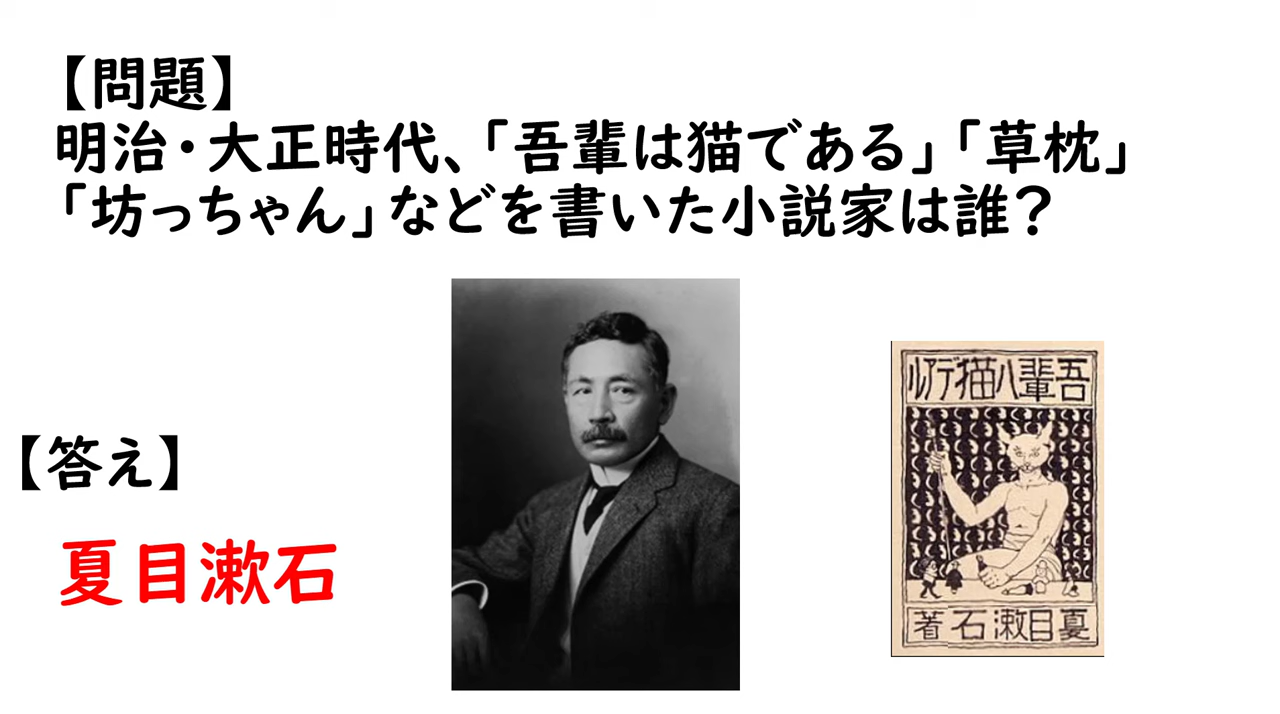 【問題】
明治・大正時代、「吾輩は猫である」「草枕」
「坊っちゃん」などを書いた小説家は誰？
【答え】
夏目漱石
吾輩ハ猫デアル
夏目漱石著